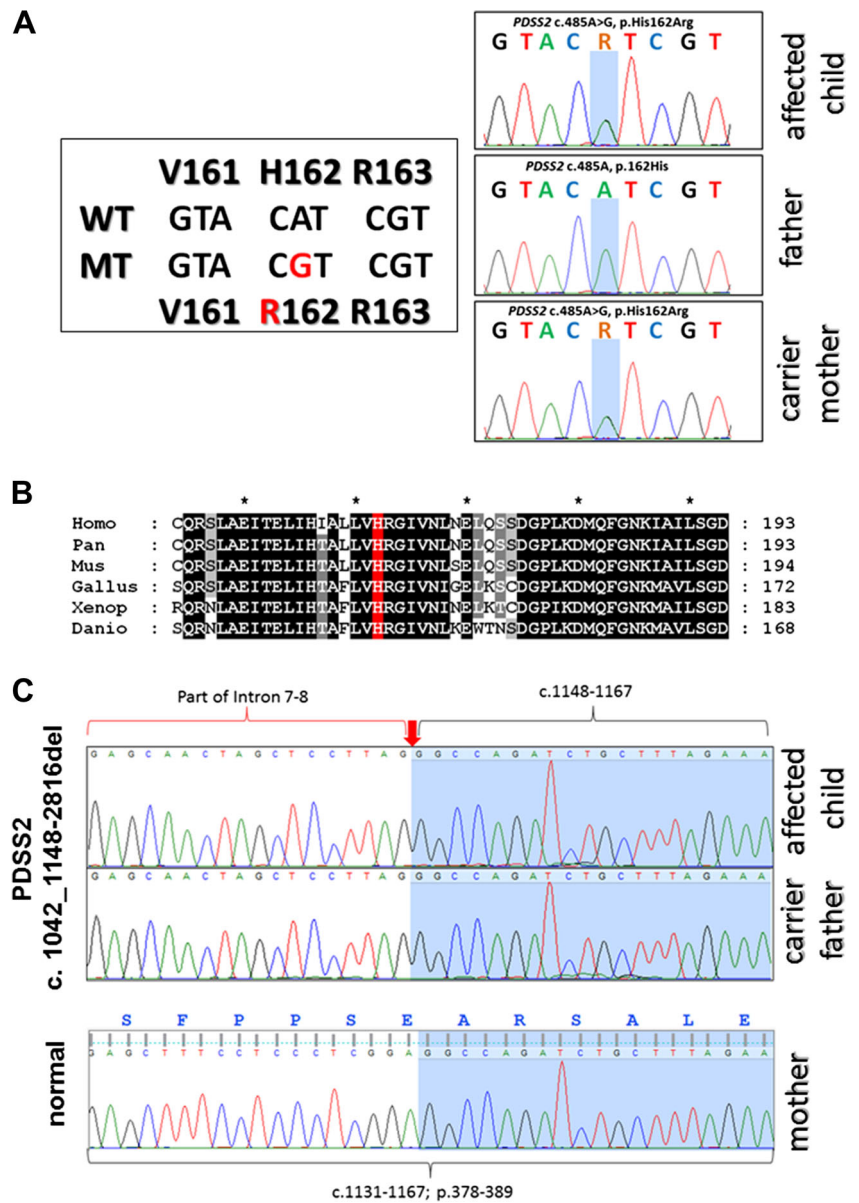 A
V161 H162 R163
WT GTA CAT CGT
MT GTA CGT CGT
V161 R162 R163
PDSS2 c.485A>G, p.His162Arg
G T A C R T C G T
affected child
PDSS2 c.485A, p.162His
G T A C A T C G T
father
PDSS2 c.485A>G, p.His162Arg
G T A C R T C G T
carrier mother
B
* * * * *
Homo : CQRSLAEITELIHIALLVHRGIVNLNELQSSDGPLKDMQFGNKIAILSGD : 193
Pan : CQRSLAEITELIHTALLVHRGIVNLNELQSSDGPLKDMQFGNKIAILSGD : 193
Mus : CQRSLAEITELIHTALLVHRGIVNLSELQSSDGPLKDMQFGNKIAILSGD : 194
Gallus : SQRSLAEITELIHTAFLVHRGIVNIGELKSCDGPLKDMQFGNKMAVLSGD : 172
Xenop : RQRNLAEITELIHTAFLVHRGIVNINELKTCDGPIKDMQFGNKMAVLSGD : 183
Danio : SQRNLAEITELIHTAFLVHRGIVNLKEWTNSDGPLKDMQFGNKMAVLSGD : 168
C
Part of Intron 7-8
c.1148-1167
PDSS2
c. 1042_1148-2816del
G A G C A A C T A G C T C C T T A G G G C C A G A T C T G C T T T A G A A A
affected child
G A G C A A C T A G C T C C T T A G G G C C A G A T C T G C T T T A G A A A
carrier father
S F P P S E A R S A L E
G A G C T T T C C T C C C T C G G A G G C C A G A T C T G C T T T A G A A
normal
mother
c.1131-1167; p.378-389